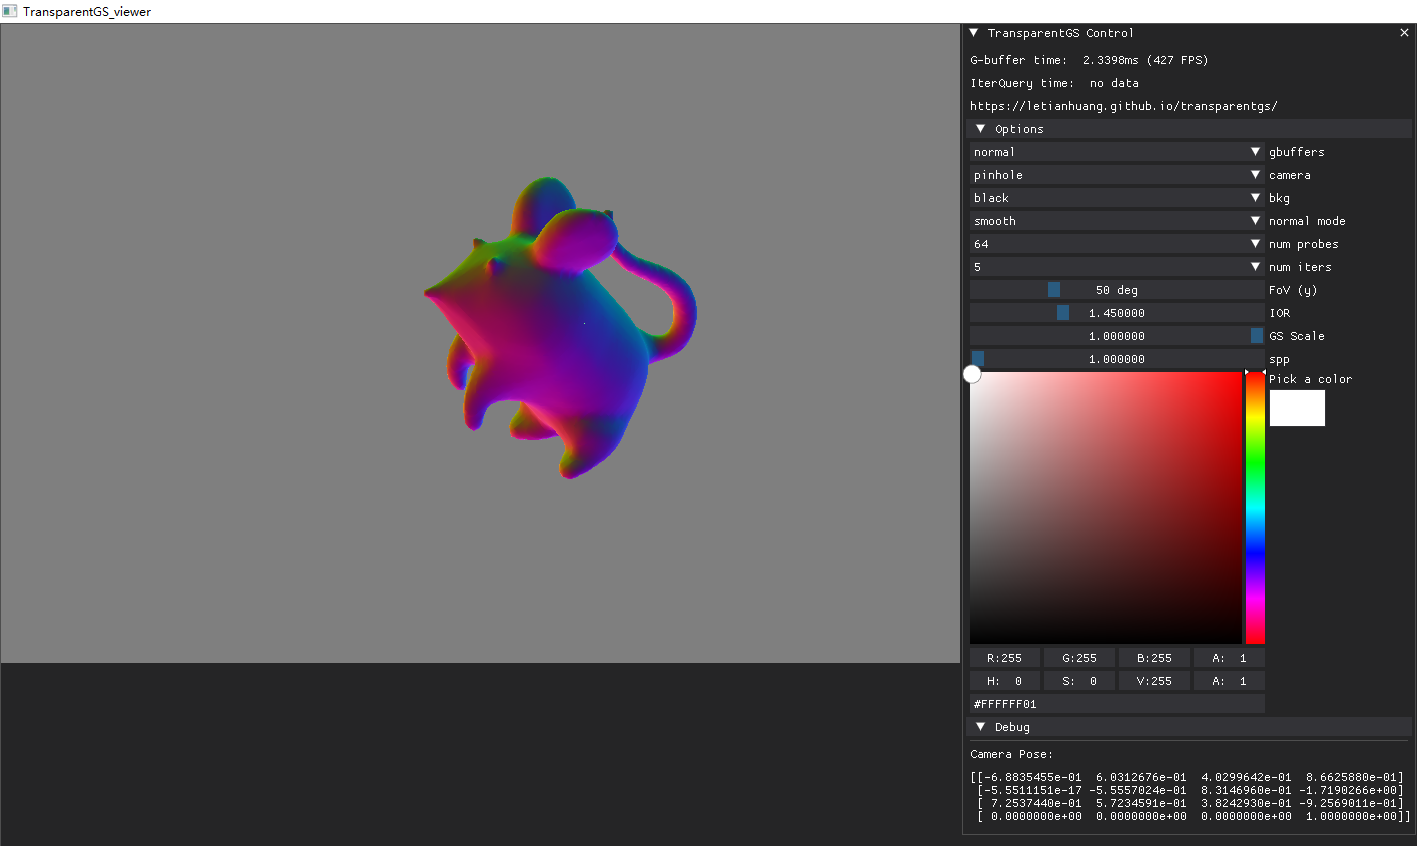 TransparentGS_viewer
TransparentGS Control
G-buffer time:  2.3398ms (427 FPS)
IterQuery time:  no data
https://letianhuang.github.io/transparentgs/
Options
normal gbuffers
pinhole camera
black bkg
smooth normal mode
64 num probes
5 num iters
50 deg FoV (y)
1.450000 IOR
1.000000 GS Scale
1.000000 spp
Pick a color
R:255 G:255 B:255 A:  1
H:  0 S:  0 V:255 A:  1
#FFFFFF01
Debug
Camera Pose:
[[-6.8835455e-01  6.0312676e-01  4.0299642e-01  8.6625880e-01]
[-5.5511151e-17 -5.5557024e-01  8.3146960e-01 -1.7190266e+00]
[ 7.2537440e-01  5.7234591e-01  3.8242930e-01 -9.2569011e-01]
[ 0.0000000e+00  0.0000000e+00  0.0000000e+00  1.0000000e+00]]